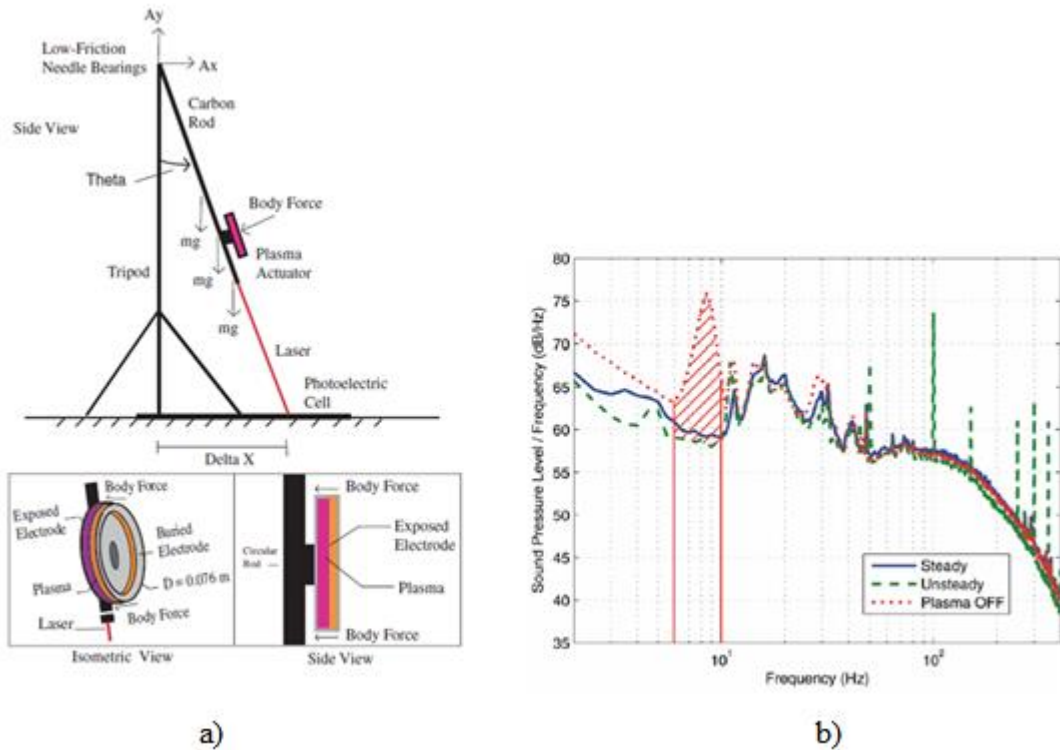 Ay
Low-Friction
Needle Bearings
Ax
Carbon
Rod
Side View
Theta
Body Force
mg
Plasma
Actuator
mg
Tripod
mg
Laser
Photoelectric
Cell
Delta X
Body Force
Exposed
Electrode
Buried
Electrode
Plasma
D = 0.076 m
Body Force
Laser
Isometric View
Body Force
Exposed
Electrode
Circular
Rod
Plasma
Body Force
Side View
a)
Sound Pressure Level / Frequency (dB/Hz)
80
75
70
65
60
55
50
45
40
35
Steady
Unsteady
Plasma OFF
10¹
10²
Frequency (Hz)
b)